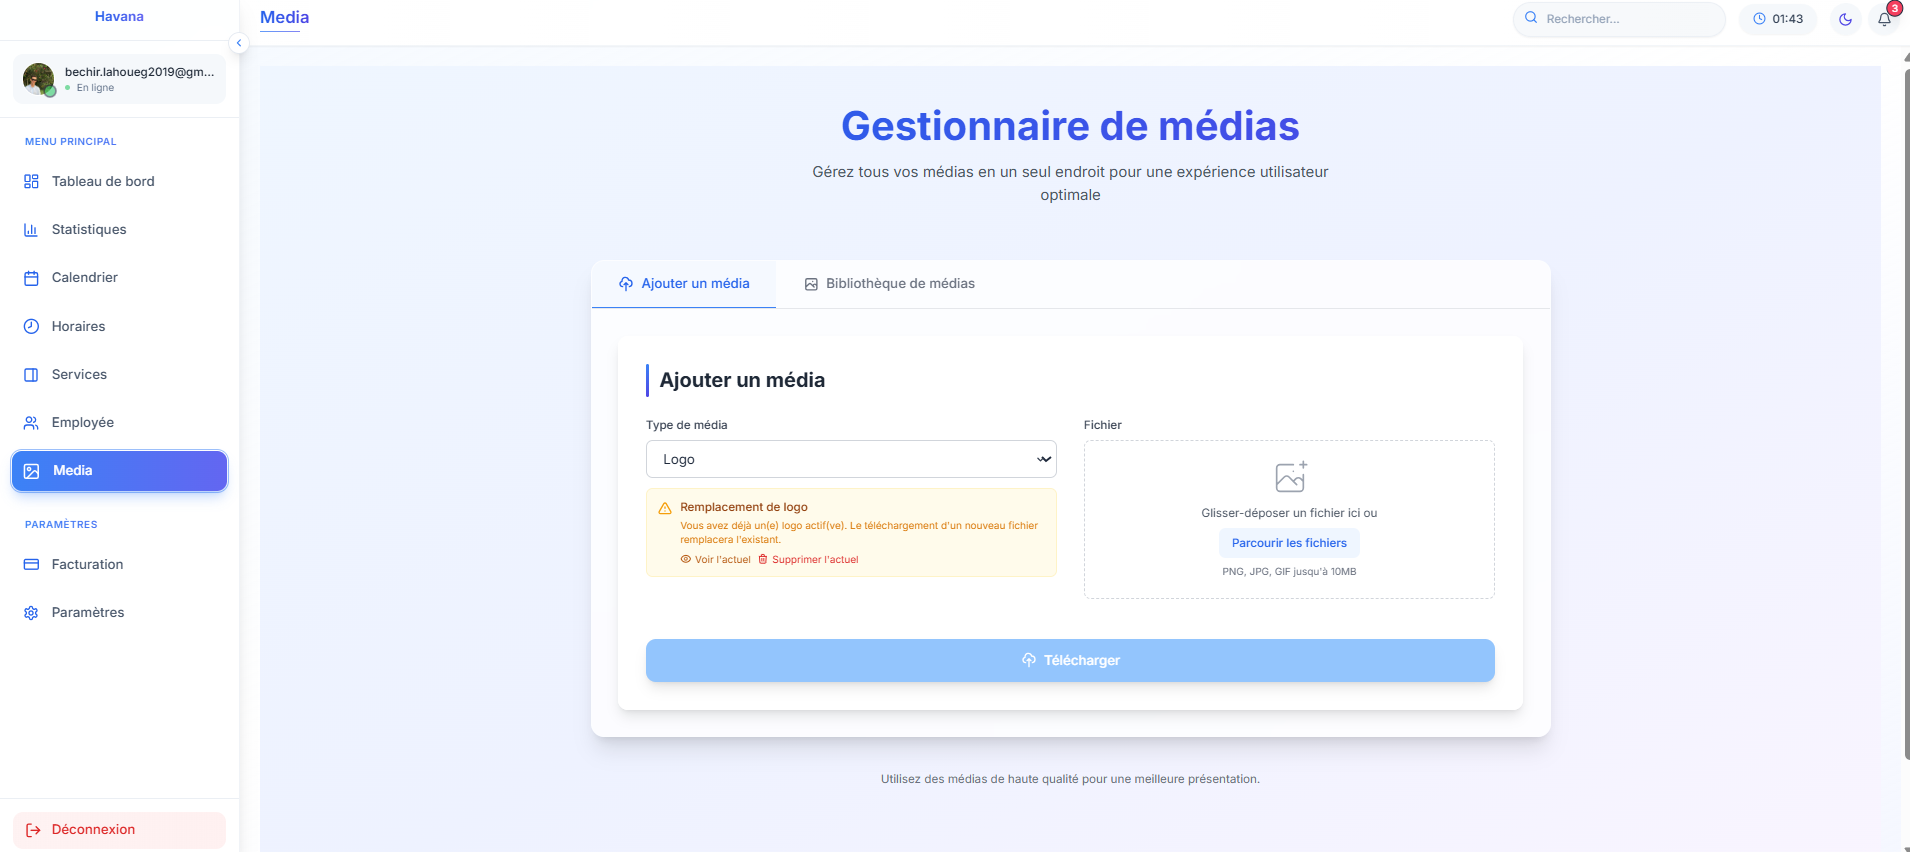 Havana
Media
Rechercher...
01:43
3
bechir.lahoueg2019@gm...
En ligne
MENU PRINCIPAL
Tableau de bord
Statistiques
Calendrier
Horaires
Services
Employée
Media
PARAMÈTRES
Facturation
Paramètres
Déconnexion
Gestionnaire de médias
Gérez tous vos médias en un seul endroit pour une expérience utilisateur
optimale
Ajouter un média
Bibliothèque de médias
Ajouter un média
Type de média
Logo
Remplacement de logo
Vous avez déjà un(e) logo actif(ve). Le téléchargement d'un nouveau fichier
remplacera l'existant.
Voir l'actuel Supprimer l'actuel
Fichier
Glisser-déposer un fichier ici ou
Parcourir les fichiers
PNG, JPG, GIF jusqu'à 10MB
Télécharger
Utilisez des médias de haute qualité pour une meilleure présentation.